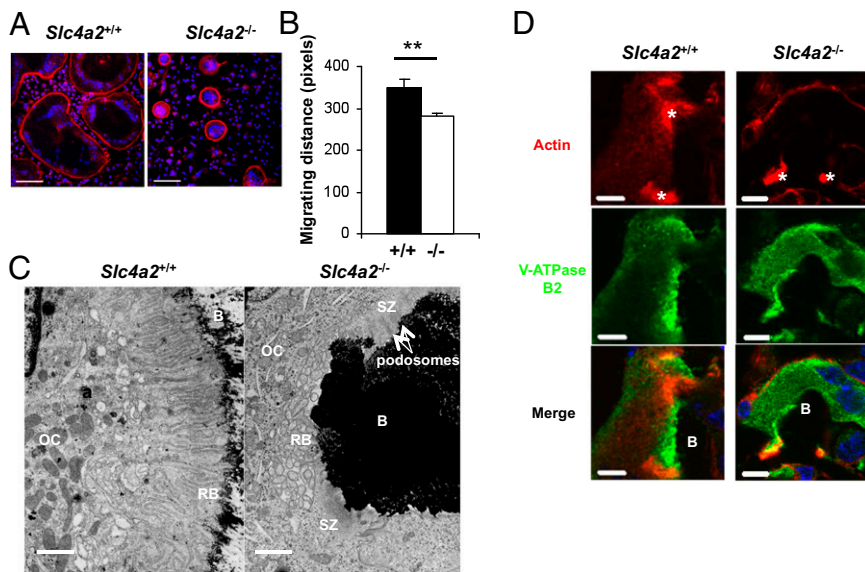 A
Slc4a2+/+
Slc4a2-/-
B
**
Migrating distance (pixels)
400
300
200
100
0
+/+ -/-
C
Slc4a2+/+
Slc4a2-/-
B
a
OC
RB
SZ
podosomes
OC
B
RB
SZ
D
Slc4a2+/+
Slc4a2-/-
Actin
*
*
*
*
V-ATPase
B2
Merge
B
B